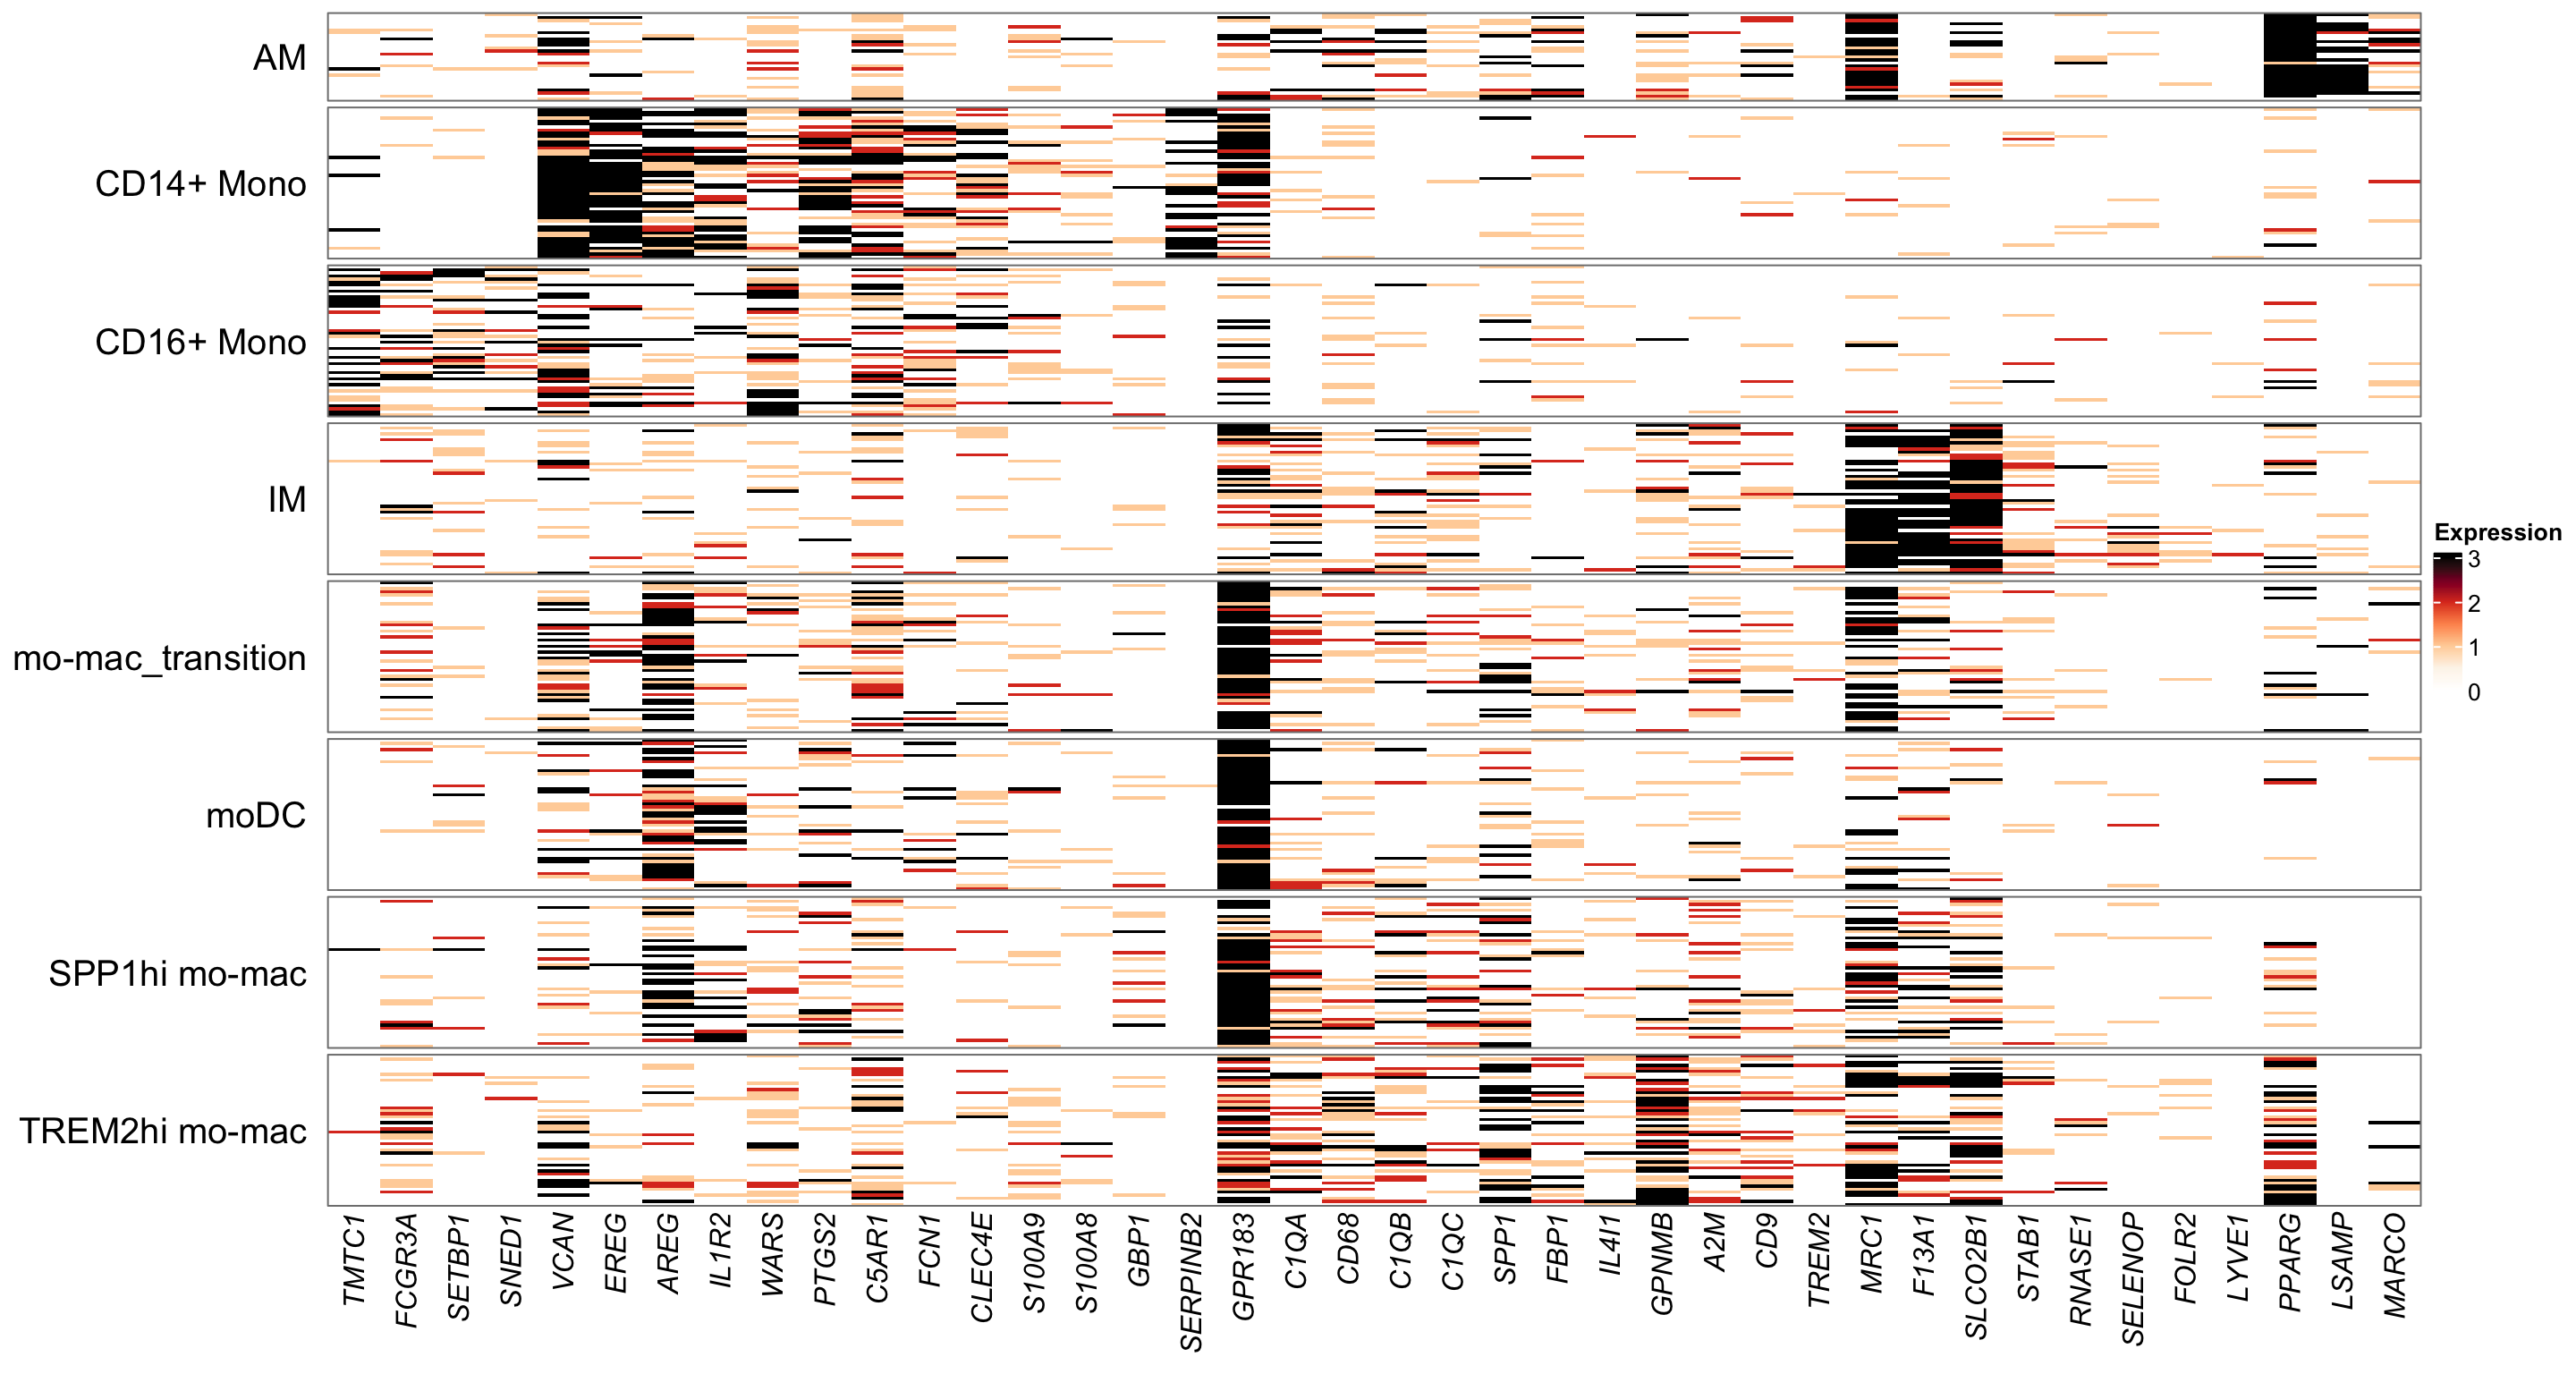 AM
CD14+ Mono
CD16+ Mono
IM
mo-mac_transition
moDC
SPP1hi mo-mac
TREM2hi mo-mac
Expression
3
2
1
0
TMTC1
FCGR3A
SETBP1
SNED1
VCAN
EREG
AREG
IL1R2
WARS
PTGS2
C5AR1
FCN1
CLEC4E
S100A9
S100A8
GBP1
SERPINB2
GPR183
C1QA
CD68
C1QB
C1QC
SPP1
FBP1
IL4I1
GPNMB
A2M
CD9
TREM2
MRC1
F13A1
SLCO2B1
STAB1
RNASE1
SELENOP
FOLR2
LYVE1
PPARG
LSAMP
MARCO